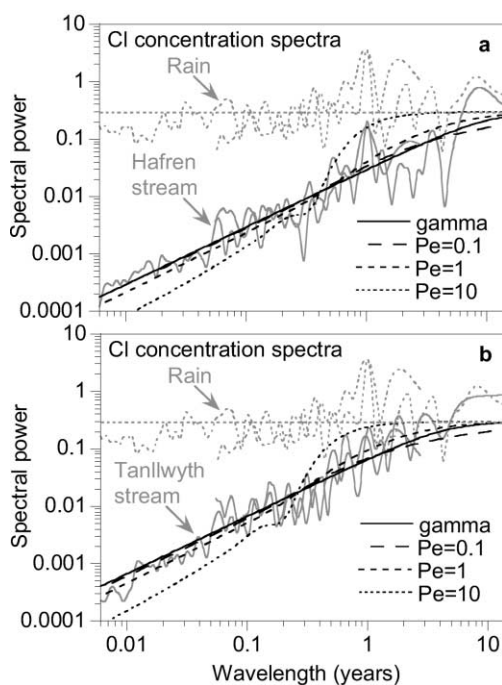 Cl concentration spectra
a
Rain
Hafren
stream
gamma
Pe=0.1
Pe=1
Pe=10
Spectral power
10
1
0.1
0.01
0.001
0.0001
Cl concentration spectra
b
Rain
Tanllwyth
stream
gamma
Pe=0.1
Pe=1
Pe=10
Spectral power
10
1
0.1
0.01
0.001
0.0001
0.01 0.1 1 10
Wavelength (years)